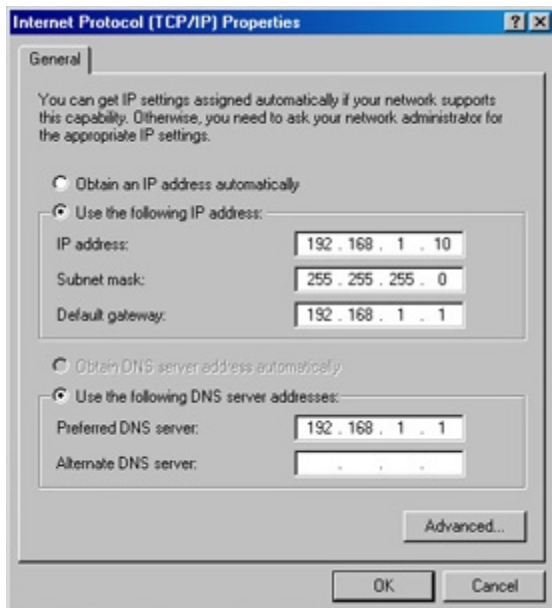 Internet Protocol (TCP/IP) Properties
General
You can get IP settings assigned automatically if your network supports
this capability. Otherwise, you need to ask your network administrator for
the appropriate IP settings.
Obtain an IP address automatically
Use the following IP address:
IP address: 192 . 168 . 1 . 10
Subnet mask: 255 . 255 . 255 . 0
Default gateway: 192 . 168 . 1 . 1
Obtain DNS server address automatically
Use the following DNS server addresses:
Preferred DNS server: 192 . 168 . 1 . 1
Alternate DNS server: . . .
Advanced...
OK Cancel